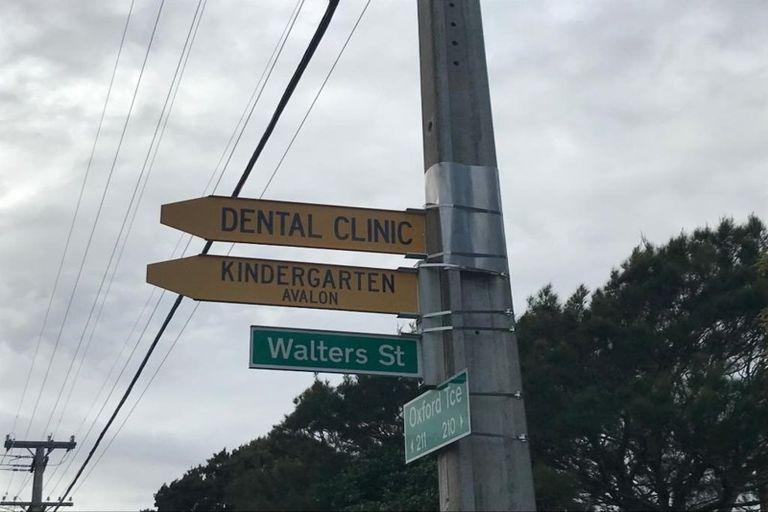 DENTAL CLINIC
KINDERGARTEN
AVALON
Walters St
Oxford Tce
211 210